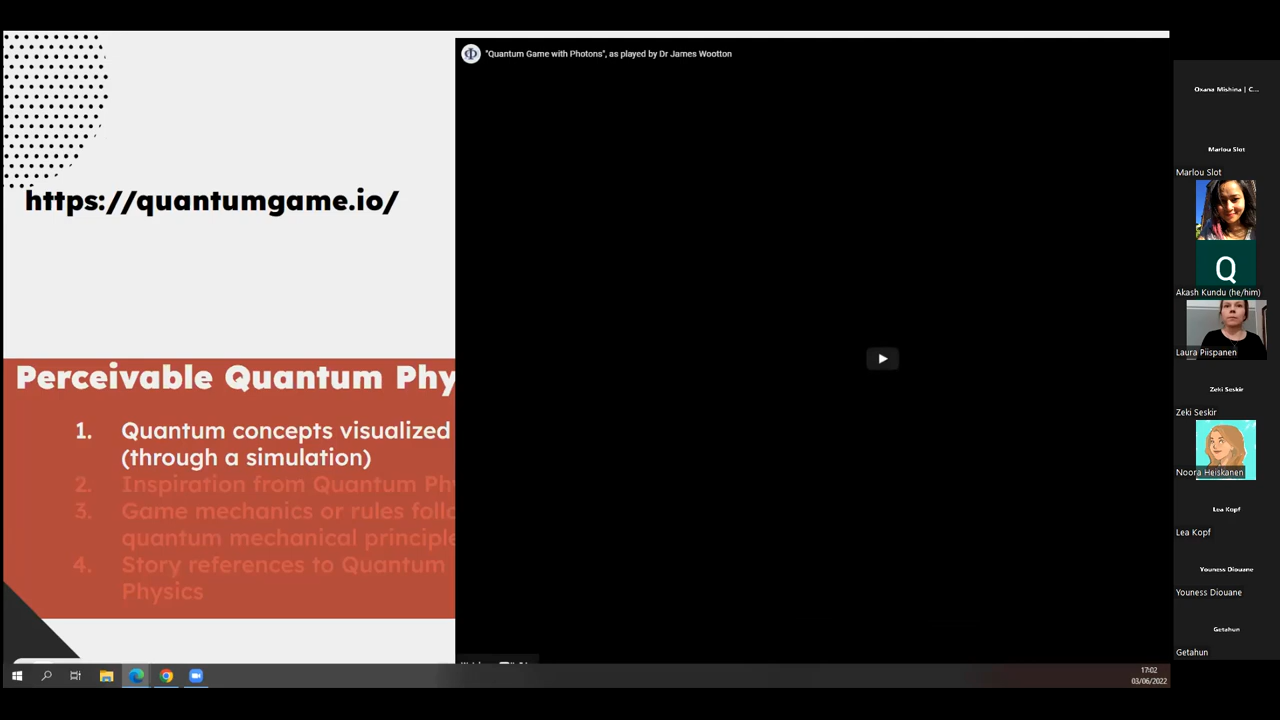 "Quantum Game with Photons", as played by Dr James Wootton
https://quantumgame.io/
Perceivable Quantum Phy
1. Quantum concepts visualized
(through a simulation)
2. Inspiration from Quantum Ph
3. Game mechanics or rules follo
quantum mechanical principle
4. Story references to Quantum
Physics
17:02
03/06/2022
Oxana Mishina | C...
Marlou Slot
Marlou Slot
Q
Akash Kundu (he/him)
Laura Piispanen
Zeki Seskir
Zeki Seskir
Noora Heiskanen
Lea Kopf
Lea Kopf
Youness Diouane
Youness Diouane
Getahun
Getahun